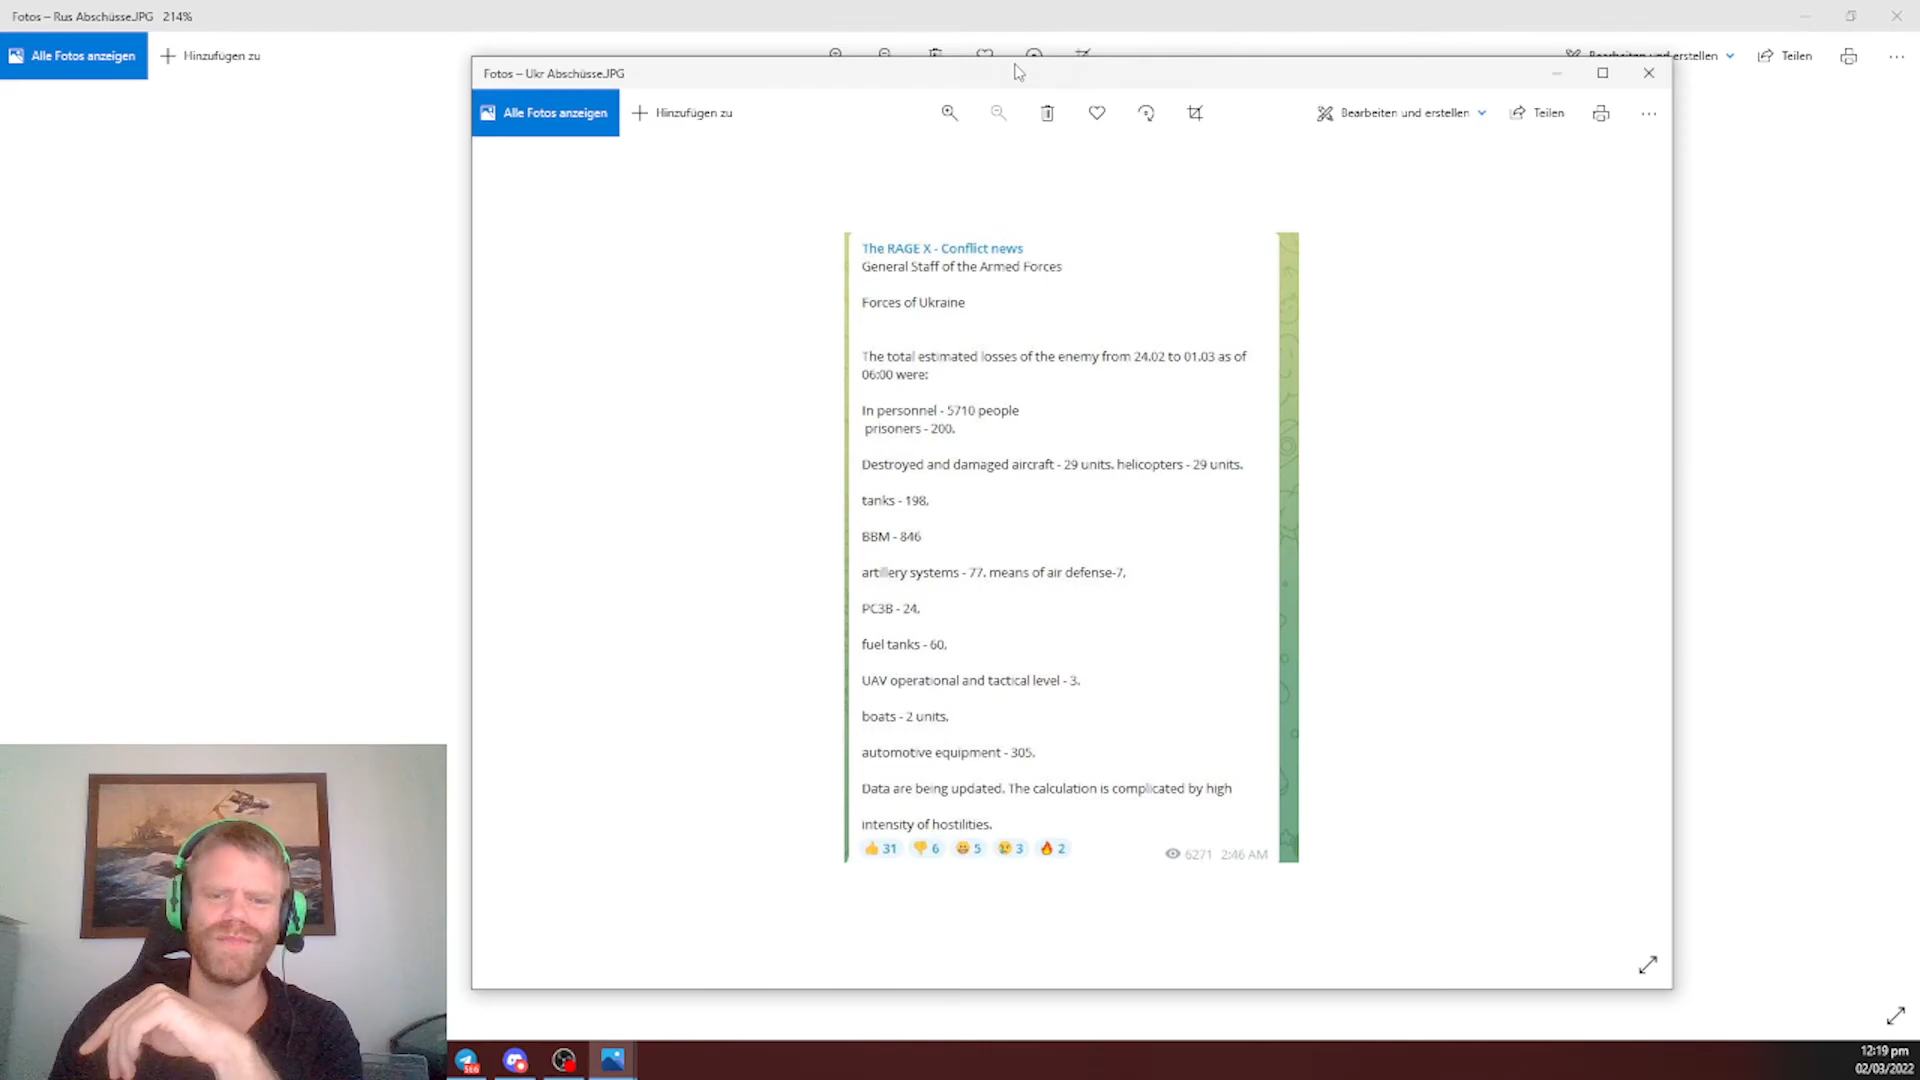 Fotos – Rus Abschüsse.JPG 214%
Alle Fotos anzeigen
Hinzufügen zu
Bearbeiten und erstellen
Teilen
Fotos – Ukr Abschüsse.JPG
Alle Fotos anzeigen
Hinzufügen zu
Bearbeiten und erstellen
Teilen
The RAGE X - Conflict news
General Staff of the Armed Forces
Forces of Ukraine
The total estimated losses of the enemy from 24.02 to 01.03 as of
06:00 were:
In personnel - 5710 people
prisoners - 200.
Destroyed and damaged aircraft - 29 units. helicopters - 29 units.
tanks - 198,
BBM - 846
artillery systems - 77. means of air defense-7,
PC3B - 24,
fuel tanks - 60,
UAV operational and tactical level - 3.
boats - 2 units.
automotive equipment - 305.
Data are being updated. The calculation is complicated by high
intensity of hostilities.
31 6 5 3 2
6271 2:46 AM
12:19 pm
02/03/2022